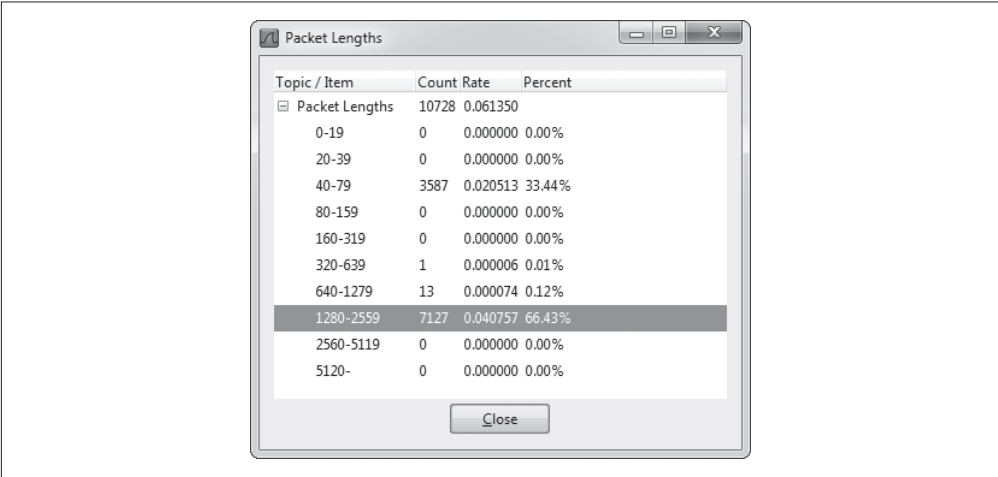 Packet Lengths
Topic / Item Count Rate Percent
Packet Lengths 10728 0.061350
0-19 0 0.000000 0.00%
20-39 0 0.000000 0.00%
40-79 3587 0.020513 33.44%
80-159 0 0.000000 0.00%
160-319 0 0.000000 0.00%
320-639 1 0.000006 0.01%
640-1279 13 0.000074 0.12%
1280-2559 7127 0.040757 66.43%
2560-5119 0 0.000000 0.00%
5120- 0 0.000000 0.00%
Close